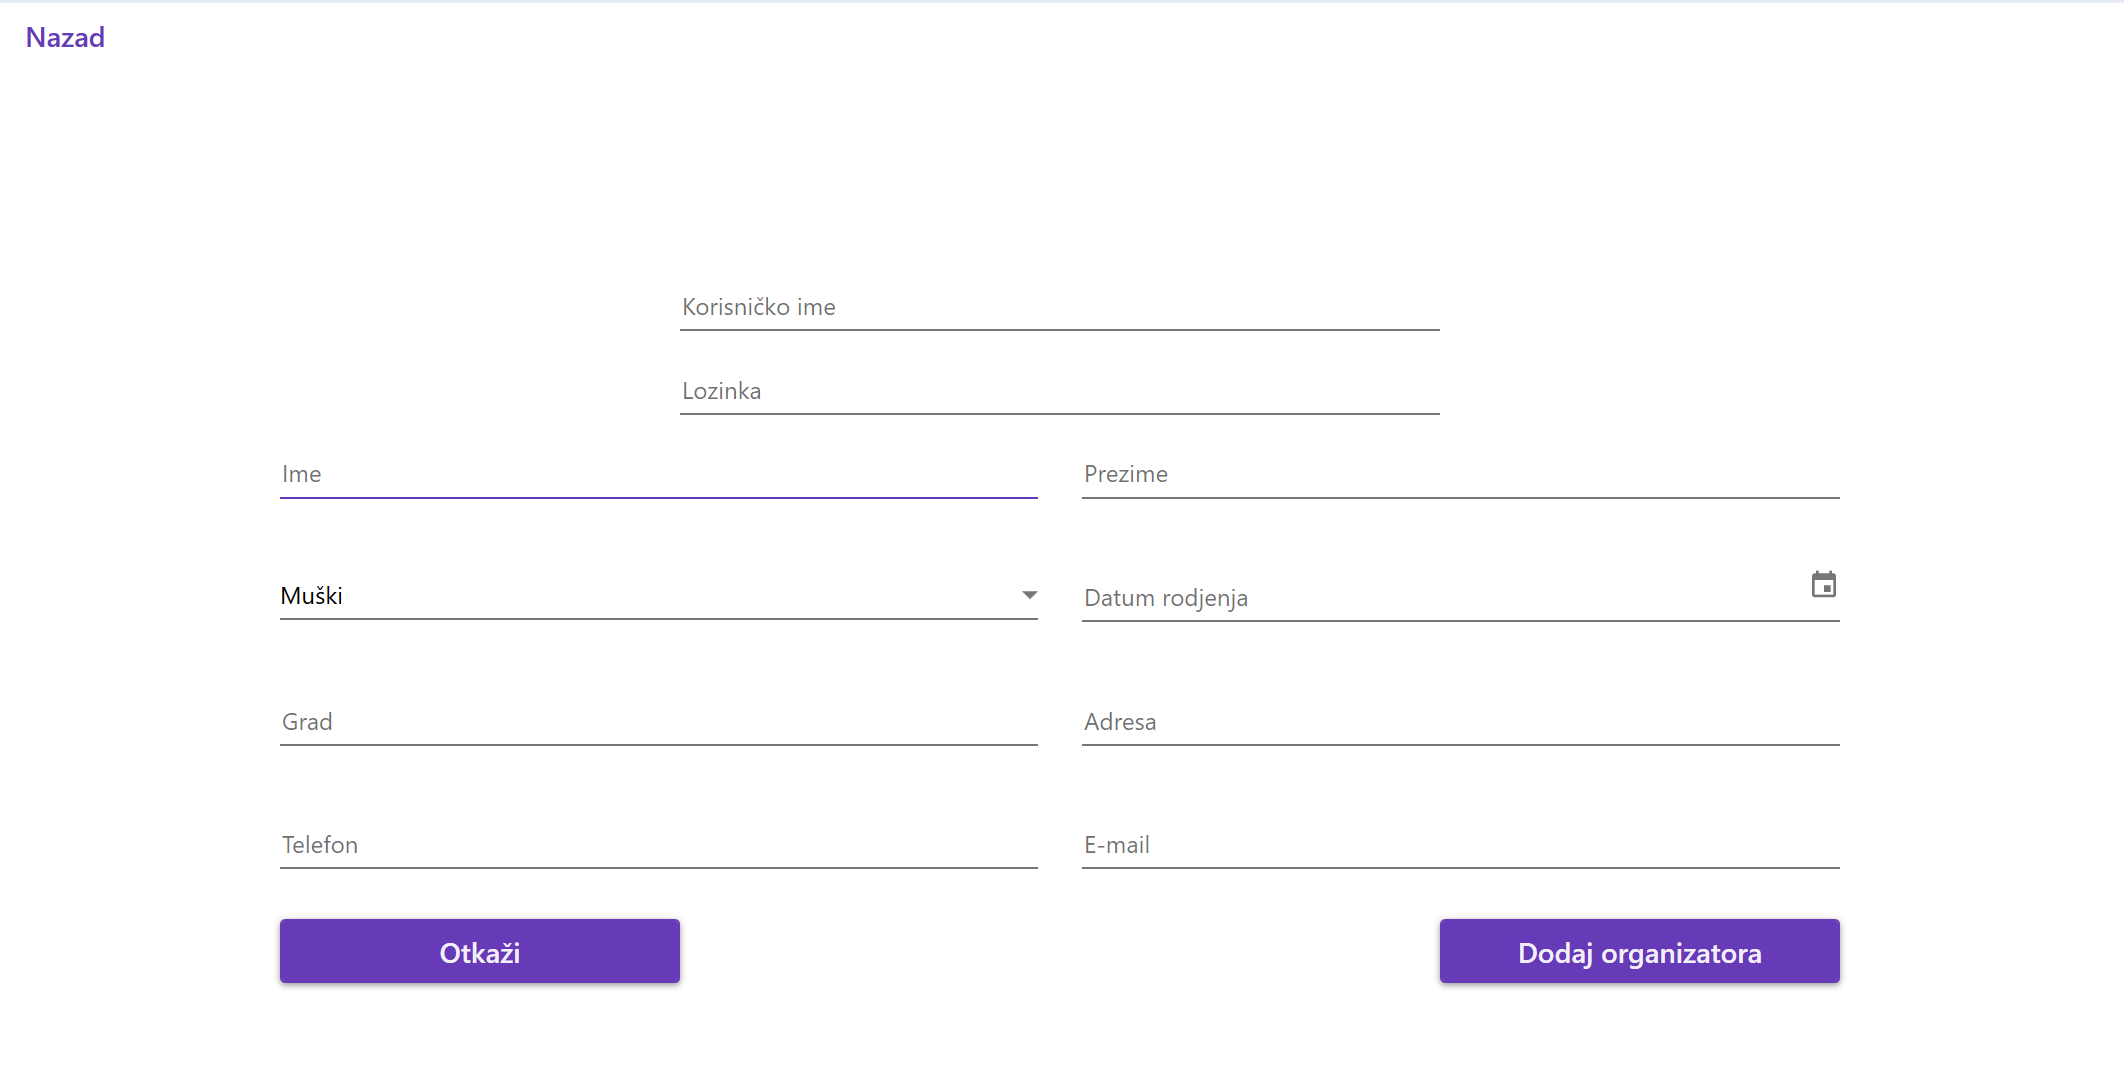 Nazad
Korisničko ime
Lozinka
Ime
Prezime
Muški
Datum rodjenja
Grad
Adresa
Telefon
E-mail
Otkaži
Dodaj organizatora